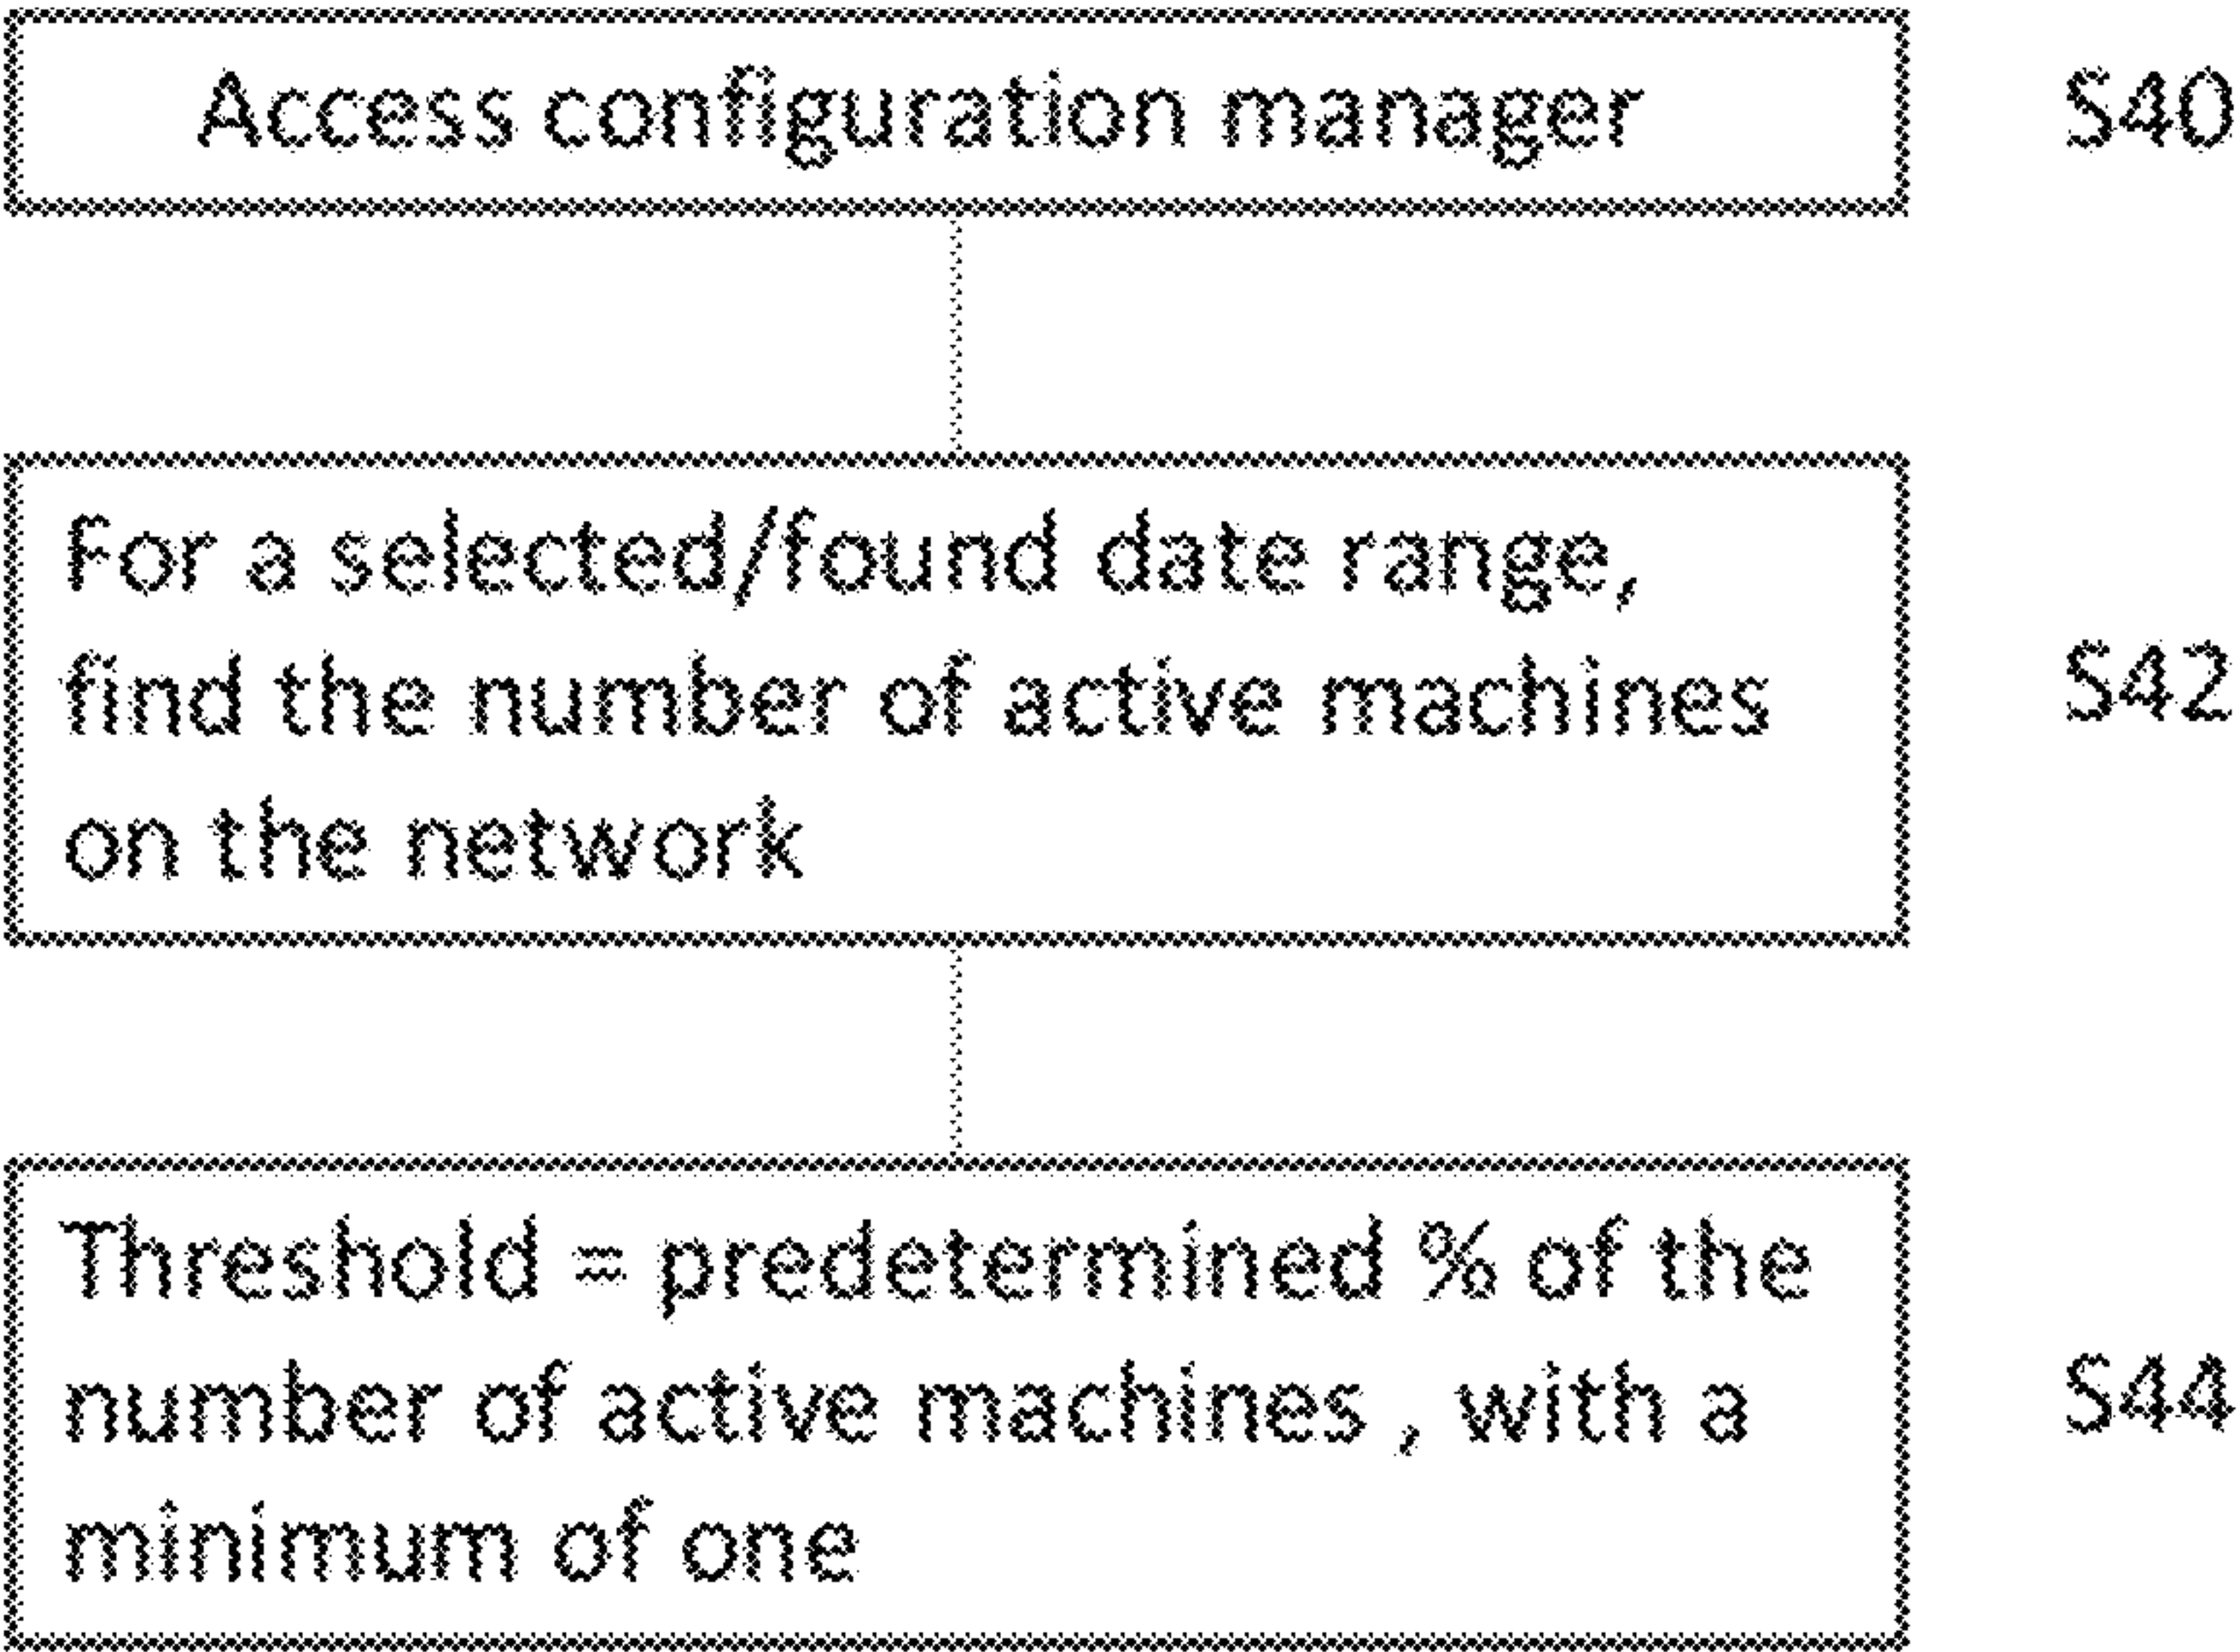 Access configuration manager S40
For a selected/found date range,
find the number of active machines S42
on the network
Threshold = predetermined % of the
number of active machines , with a S44
minimum of one